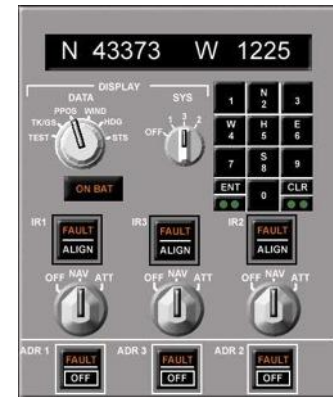 N 43373 W 1225
DISPLAY
DATA SYS
PPOS WIND
TK/GS HDG
TEST STS
OFF 1 3 2
1 N 2 3
W 4 H 5 E 6
7 S 8 9
ENT 0 CLR
ON BAT
IR1 IR3 IR2
FAULT FAULT FAULT
ALIGN ALIGN ALIGN
OFF NAV ATT OFF NAV ATT OFF NAV ATT
ADR 1 ADR 3 ADR 2
FAULT FAULT FAULT
OFF OFF OFF